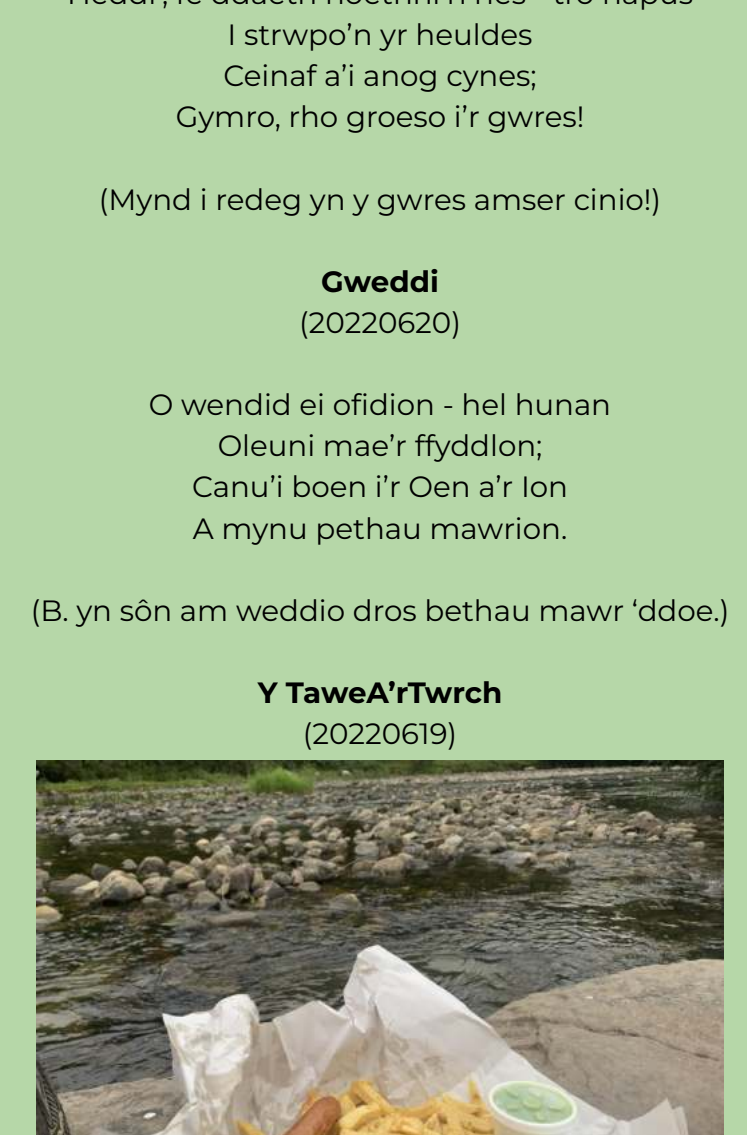 I strwpo'n yr heuldes
Ceinaf a'i anog cynes;
Gymro, rho groeso i'r gwres!
(Mynd i redeg yn y gwres amser cinio!)
Gweddi
(20220620)
O wendid ei ofidion - hel hunan
Oleuni mae'r ffyddlon;
Canu'i boen i'r Oen a'r Ion
A mynu pethau mawrion.
(B. yn sôn am weddio dros bethau mawr ‘ddoe.)
Y TaweA’rTwrch
(20220619)